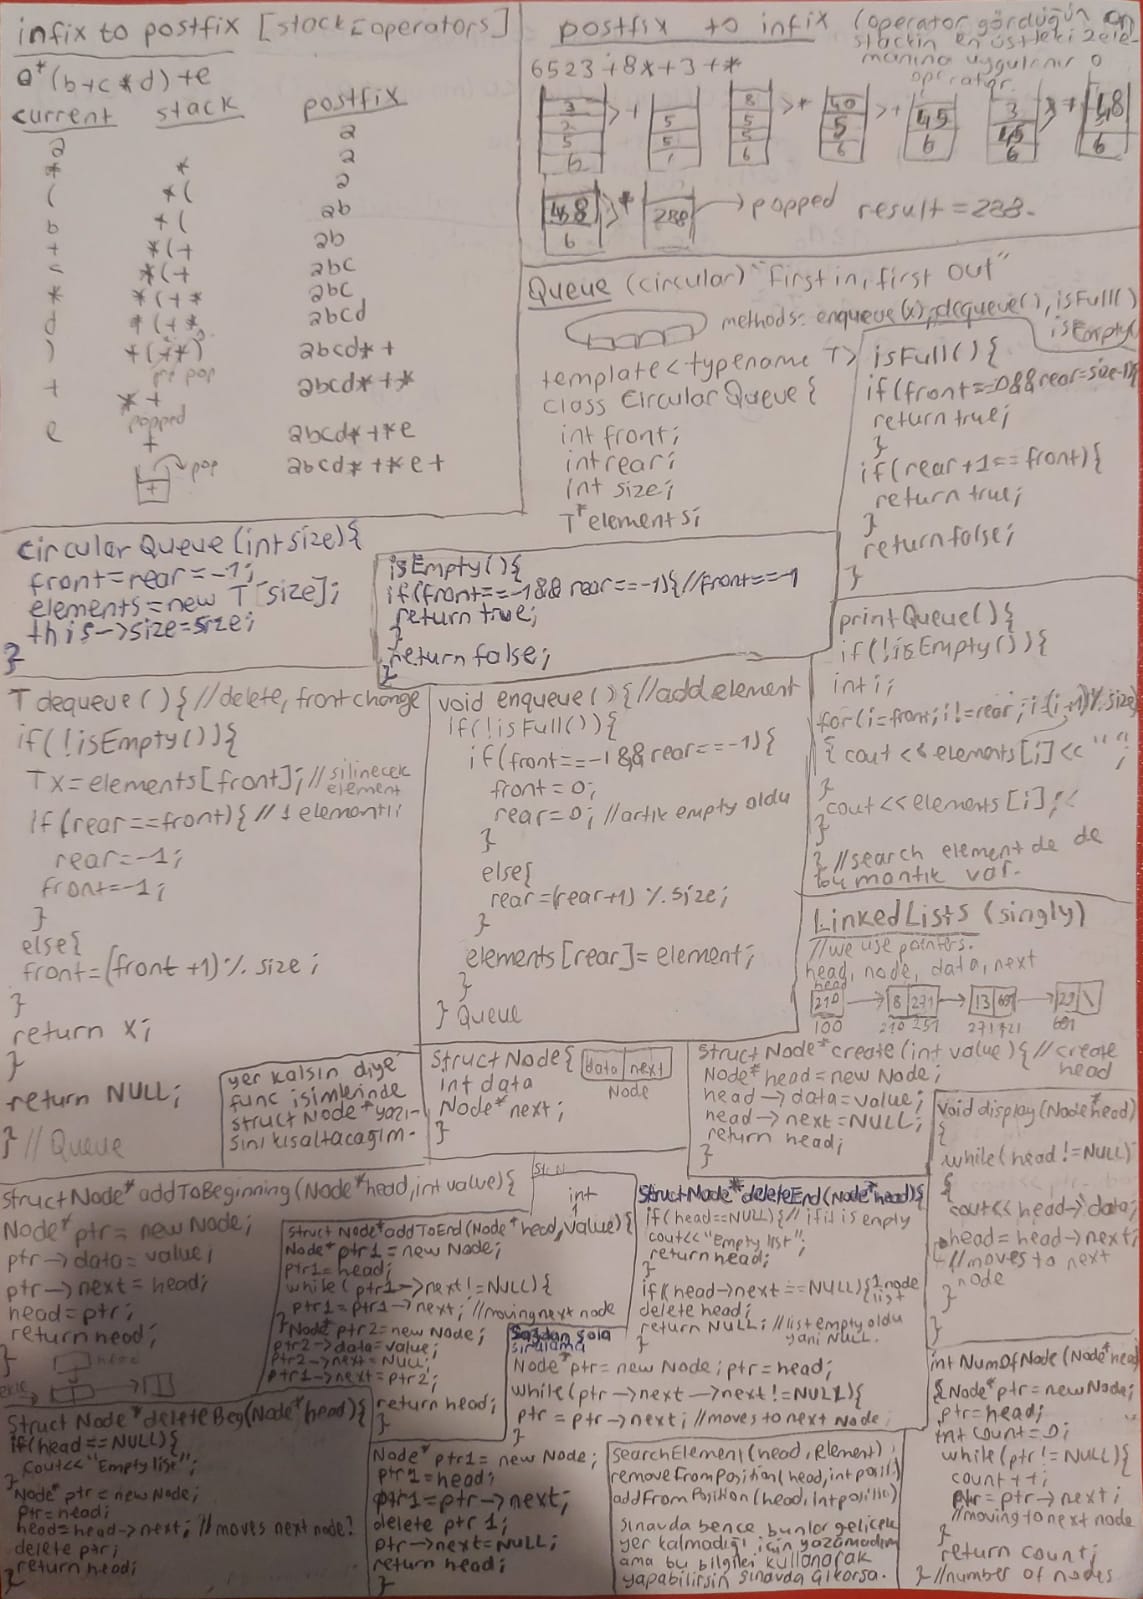 infix to postfix [stack[operators]
a*(b+c*d)+e
current stack postfix
a a
* * a
( *( a
b *( ab
+ *(+ ab
c *(+ abc
* *(+* abc
d *(+* abcd
) *(+*) abcd*+
pop
+ *+ abcd*+*
popped
e + abcd*+*e
pop abcd*+*e+
+
postfix to infix (operator gördüğün an
stackin en üstteki 2 ele-
manına uygulanır o
operatör.
6523+8*+3+*
3 2 5 6 >+ 5 5 8 5 5 6 >* 40 5 6 >+ 45 6 3 45 6 >+ 48 6
48 6 >* 288 → popped result = 288.
Queue (circular) "First in, first out"
methods: enqueue(x), dequeue(), isFull()
isEmpty()
template<typename T>
class CircularQueue{
int front;
int rear;
int size;
T* elements;
isFull(){
if(front==0&&rear=size-1){
return true;
}
if(rear+1==front){
return true;
}
return false;
}
circularQueue(int size){
front=rear=-1;
elements=new T[size];
this->size=size;
}
isEmpty(){
if(front==-1&& rear==-1){//front==-1
return true;
}
return false;
}
printQueue(){
if(!isEmpty()){
int i;
for(i=front;i!=rear;i=(i+1)%size)
{ cout<<elements[i]<<" ";
}
cout<<elements[i];
}
} //search element de de
bu mantık var.
T dequeue(){ //delete, front change
if(!isEmpty()){
T x=elements[front]; //silinecek
element
if(rear==front){ //1 elementli
rear=-1;
front=-1;
}
else{
front=(front+1)% size;
}
return x;
}
return NULL;
} //Queue
void enqueue(){ //add element
if(!isFull()){
if(front==-1&&rear==-1){
front=0;
rear=0; //artık empty oldu
}
else{
rear=(rear+1)%size;
}
elements[rear]=element;
}
} Queue
LinkedLists (singly)
//we use pointers.
head, node, data, next
head
210 → 8 271 → 13 → 
100 210
yer kalsın diye
func isimlerinde
struct Node* yazı-
sını kısaltacağım.
struct Node{
int data
Node* next;
}
data next
Node
struct Node* create(int value){ //create
head
Node* head=new Node;
head->data=value;
head->next=NULL;
return head;
}
void display(Node* head)
{
while(head!=NULL)
{
cout<<head->data;
head=head->next;
//moves to next
node
}
}
struct Node* addToBeginning(Node* head,int value){
Node* ptr=new Node;
ptr->data=value;
ptr->next=head;
head=ptr;
return head;
}
head
int
struct Node* addToEnd(Node* head, value){
Node* ptr1=new Node;
ptr1=head;
while(ptr1->next!=NULL){
ptr1=ptr1->next; //moving next node
}
Node* ptr2=new Node;
ptr2->data=value;
ptr2->next=NULL;
ptr1->next=ptr2;
return head;
}
struct Node* deleteEnd(Node* head){
if(head==NULL){ //if it is empty
cout<<"Empty list";
return head;
}
if(head->next==NULL){ 1 node
list
delete head;
return NULL; //list empty oldu
yani NULL.
}
Sağdan sola
sıralama
Node* ptr=new Node; ptr=head;
while(ptr->next->next!=NULL){
ptr=ptr->next; //moves to next Node
}
Node* ptr1=new Node;
ptr1=head;
ptr1=ptr->next;
delete ptr1;
ptr->next=NULL;
return head;
}
struct Node* deleteBeg(Node* head){
if(head==NULL){
cout<<"Empty list";
}
Node* ptr=new Node;
ptr=head;
head=head->next; //moves next node
delete ptr;
return head;
}
int NumOfNode(Node* head)
{ Node* ptr=new Node;
ptr=head;
int count=0;
while(ptr!=NULL){
count++;
ptr=ptr->next;
//moving to next node
}
return count;
} //number of nodes
searchElement(head, element)
removeFromPosition(head, int posi.)
addFromPosition(head, int posi)
sınavda bence bunlar gelicek
yer kalmadığı için yazamadım
ama bu bilgileri kullanarak
yapabilirsin sınavda çıkarsa.